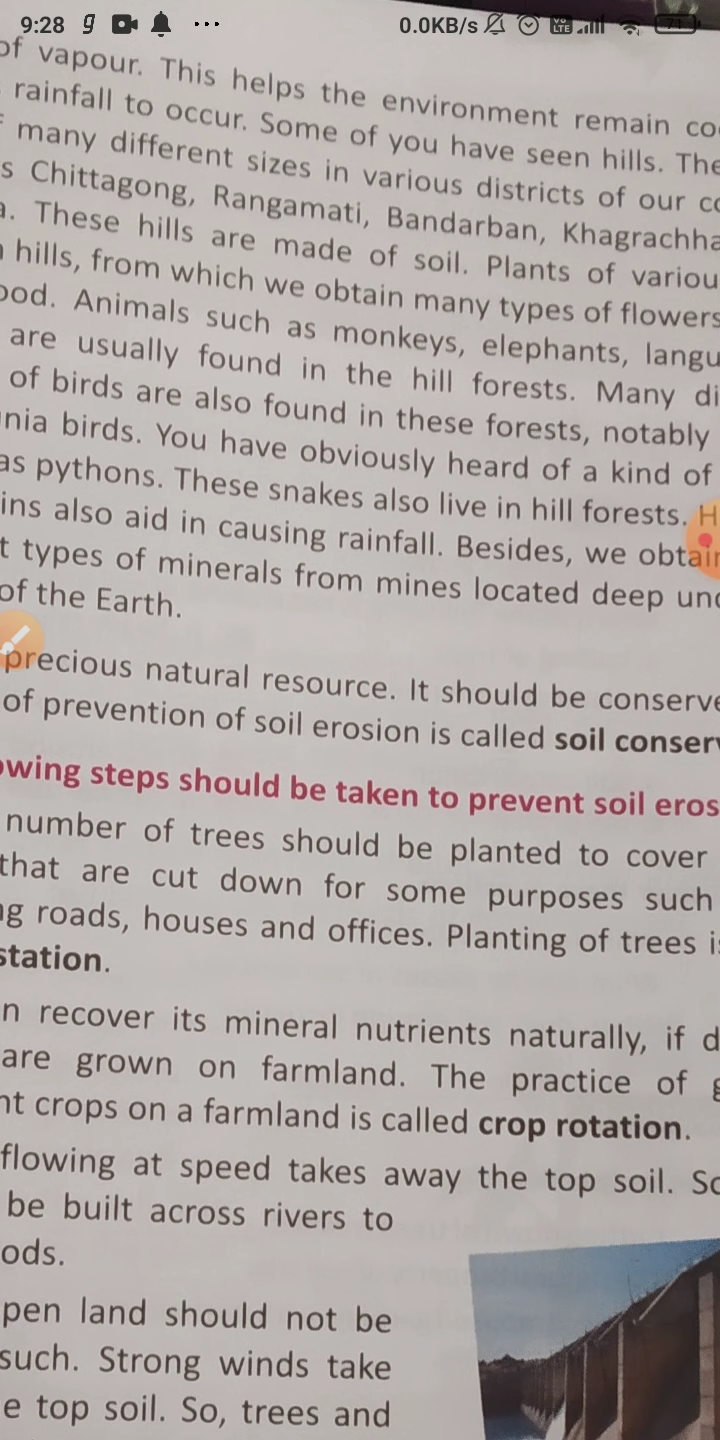 9:28 g ... 0.0KB/s VoLTE 71
of vapour. This helps the environment remain
rainfall to occur. Some of you have seen hills. The
many different sizes in various districts of our
Chittagong, Rangamati, Bandarban, Khagrachha
. These hills are made of soil. Plants of variou
hills, from which we obtain many types of flowers
ood. Animals such as monkeys, elephants, langu
are usually found in the hill forests. Many di
of birds are also found in these forests, notably
nia birds. You have obviously heard of a kind of
as pythons. These snakes also live in hill forests. H
ins also aid in causing rainfall. Besides, we obtain
t types of minerals from mines located deep und
of the Earth.
precious natural resource. It should be conserve
of prevention of soil erosion is called soil conserv
owing steps should be taken to prevent soil eros
number of trees should be planted to cover
that are cut down for some purposes such
ng roads, houses and offices. Planting of trees is
station.
n recover its mineral nutrients naturally, if d
are grown on farmland. The practice of g
nt crops on a farmland is called crop rotation.
flowing at speed takes away the top soil. So
be built across rivers to
ods.
pen land should not be
such. Strong winds take
e top soil. So, trees and